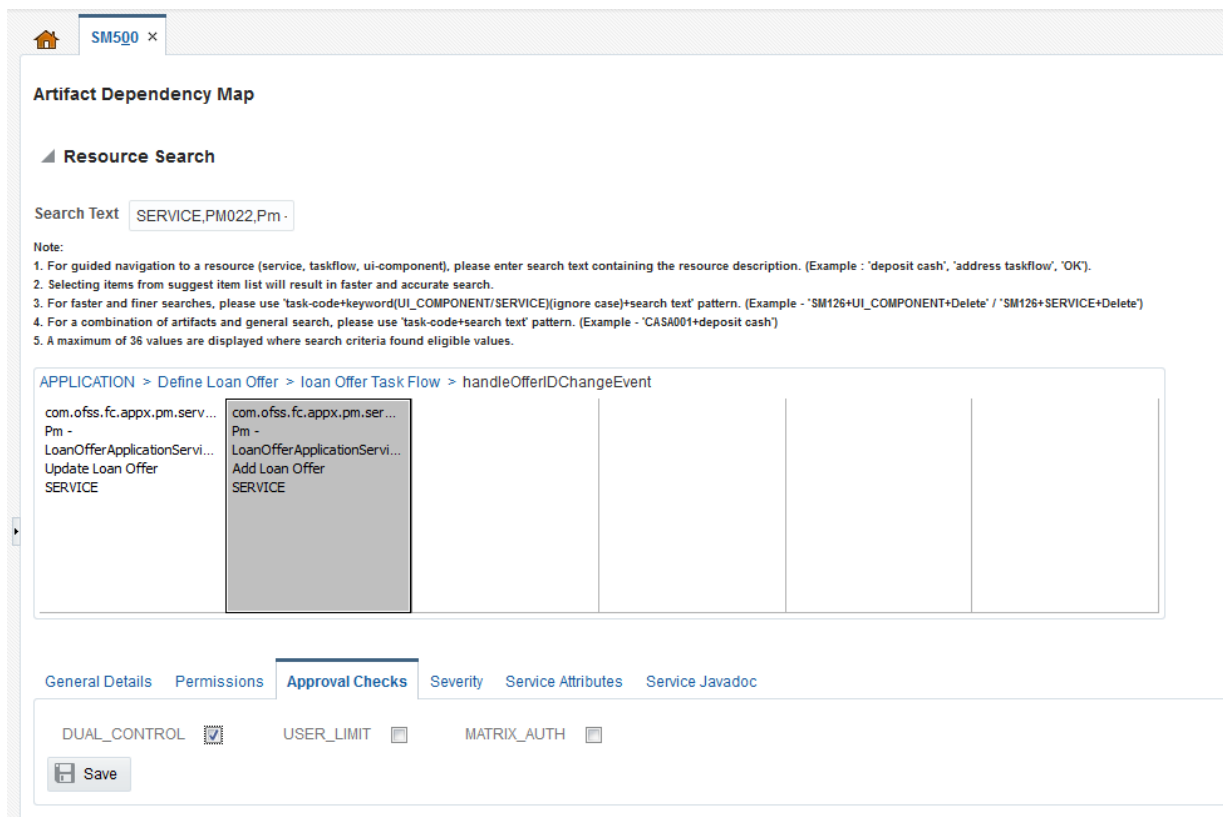 SM500 ×
Artifact Dependency Map
Resource Search
Search Text SERVICE,PM022,Pm -
Note:
1. For guided navigation to a resource (service, taskflow, ui-component), please enter search text containing the resource description. (Example : 'deposit cash', 'address taskflow', 'OK').
2. Selecting items from suggest item list will result in faster and accurate search.
3. For faster and finer searches, please use 'task-code+keyword(UI_COMPONENT/SERVICE)(ignore case)+search text' pattern. (Example - 'SM126+UI_COMPONENT+Delete' / 'SM126+SERVICE+Delete')
4. For a combination of artifacts and general search, please use 'task-code+search text' pattern. (Example - 'CASA001+deposit cash')
5. A maximum of 36 values are displayed where search criteria found eligible values.
APPLICATION > Define Loan Offer > loan Offer Task Flow > handleOfferIDChangeEvent
com.ofss.fc.appx.pm.serv...
Pm -
LoanOfferApplicationServi...
Update Loan Offer
SERVICE
com.ofss.fc.appx.pm.ser...
Pm -
LoanOfferApplicationServi...
Add Loan Offer
SERVICE
General Details Permissions Approval Checks Severity Service Attributes Service Javadoc
DUAL_CONTROL USER_LIMIT MATRIX_AUTH
Save